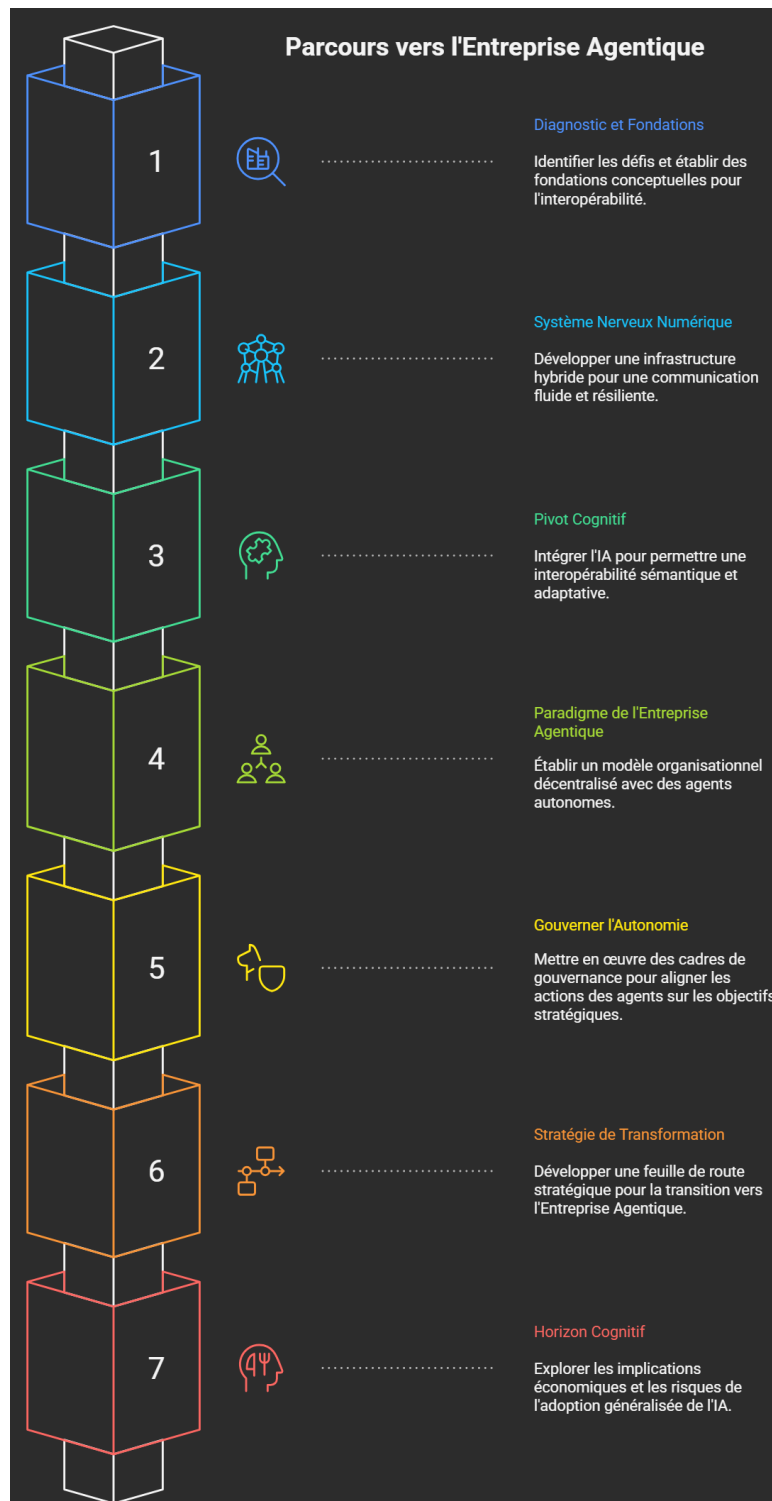 Parcours vers l'Entreprise Agentique
1
Diagnostic et Fondations
Identifier les défis et établir des
fondations conceptuelles pour
l'interopérabilité.
2
Système Nerveux Numérique
Développer une infrastructure
hybride pour une communication
fluide et résiliente.
3
Pivot Cognitif
Intégrer l'IA pour permettre une
interopérabilité sémantique et
adaptative.
4
Paradigme de l'Entreprise
Agentique
Établir un modèle organisationnel
décentralisé avec des agents
autonomes.
5
Gouverner l'Autonomie
Mettre en œuvre des cadres de
gouvernance pour aligner les
actions des agents sur les objectifs
stratégiques.
6
Stratégie de Transformation
Développer une feuille de route
stratégique pour la transition vers
l'Entreprise Agentique.
7
Horizon Cognitif
Explorer les implications
économiques et les risques de
l'adoption généralisée de l'IA.